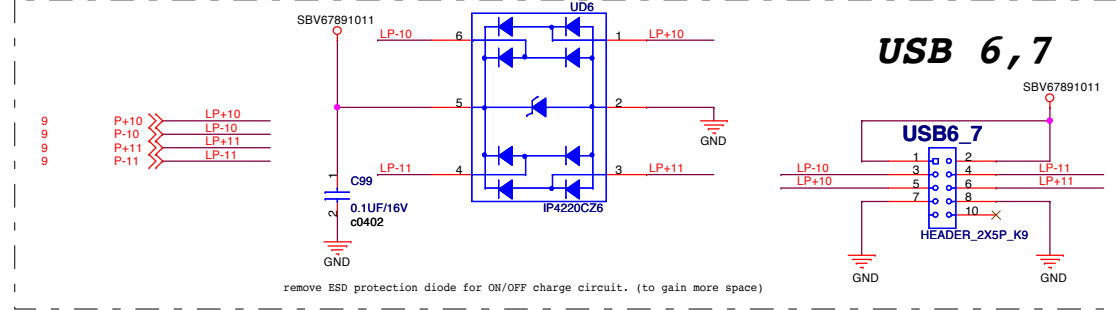 UD6
SBV67891011
LP-10
6
1
LP+10
USB 6,7
SBV67891011
5
2
GND
9
P+10
LP+10
9
P-10
LP-10
9
P+11
LP+11
9
P-11
LP-11
USB6_7
1
2
LP-10
3
4
LP-11
LP+10
5
6
LP+11
7
8
10
HEADER_2X5P_K9
LP-11
4
3
LP+11
1
C99
0.1UF/16V
2
c0402
IP4220CZ6
GND
GND
GND
remove ESD protection diode for ON/OFF charge circuit. (to gain more space)